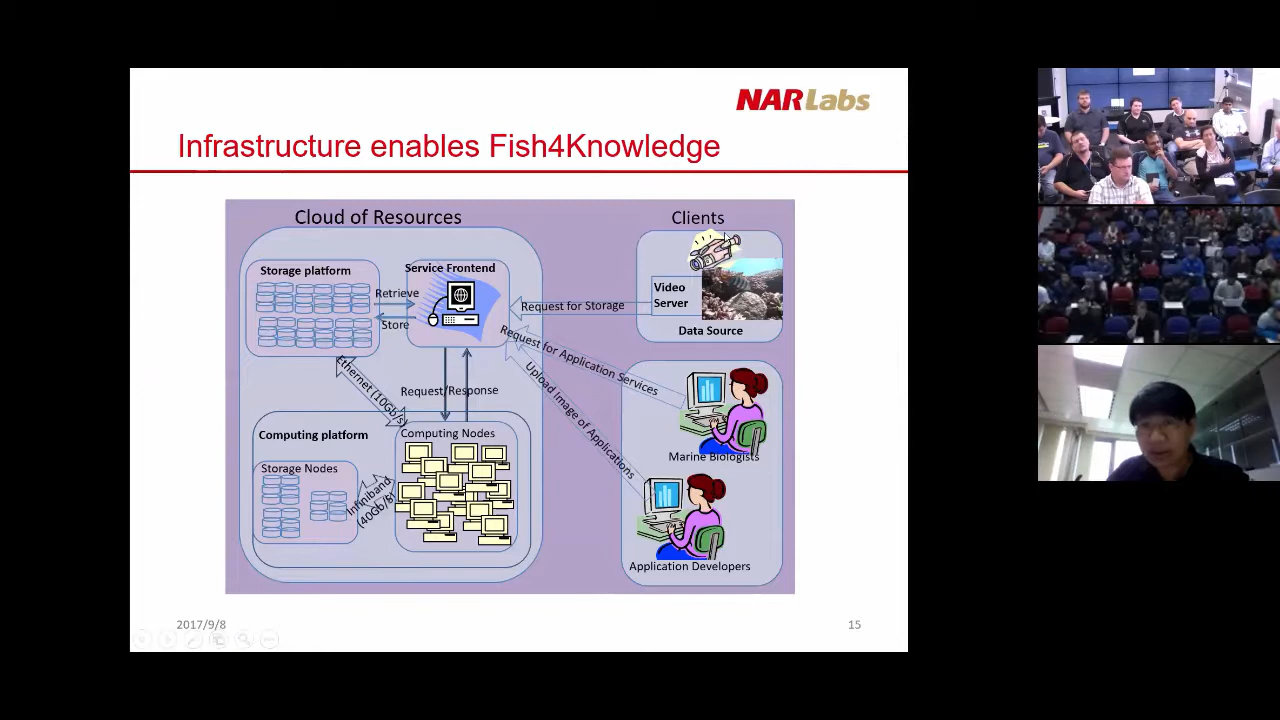 NARLabs
Infrastructure enables Fish4Knowledge
Cloud of Resources
Clients
Storage platform
Service Frontend
Retrieve
Store
Request for Storage
Video
Server
Data Source
Request for Application Services
Upload Image of Applications
Ethernet (10Gb/s)
Request/Response
Computing platform
Computing Nodes
Storage Nodes
Infiniband
(40Gb/s)
Marine Biologists
Application Developers
2017/9/8
15